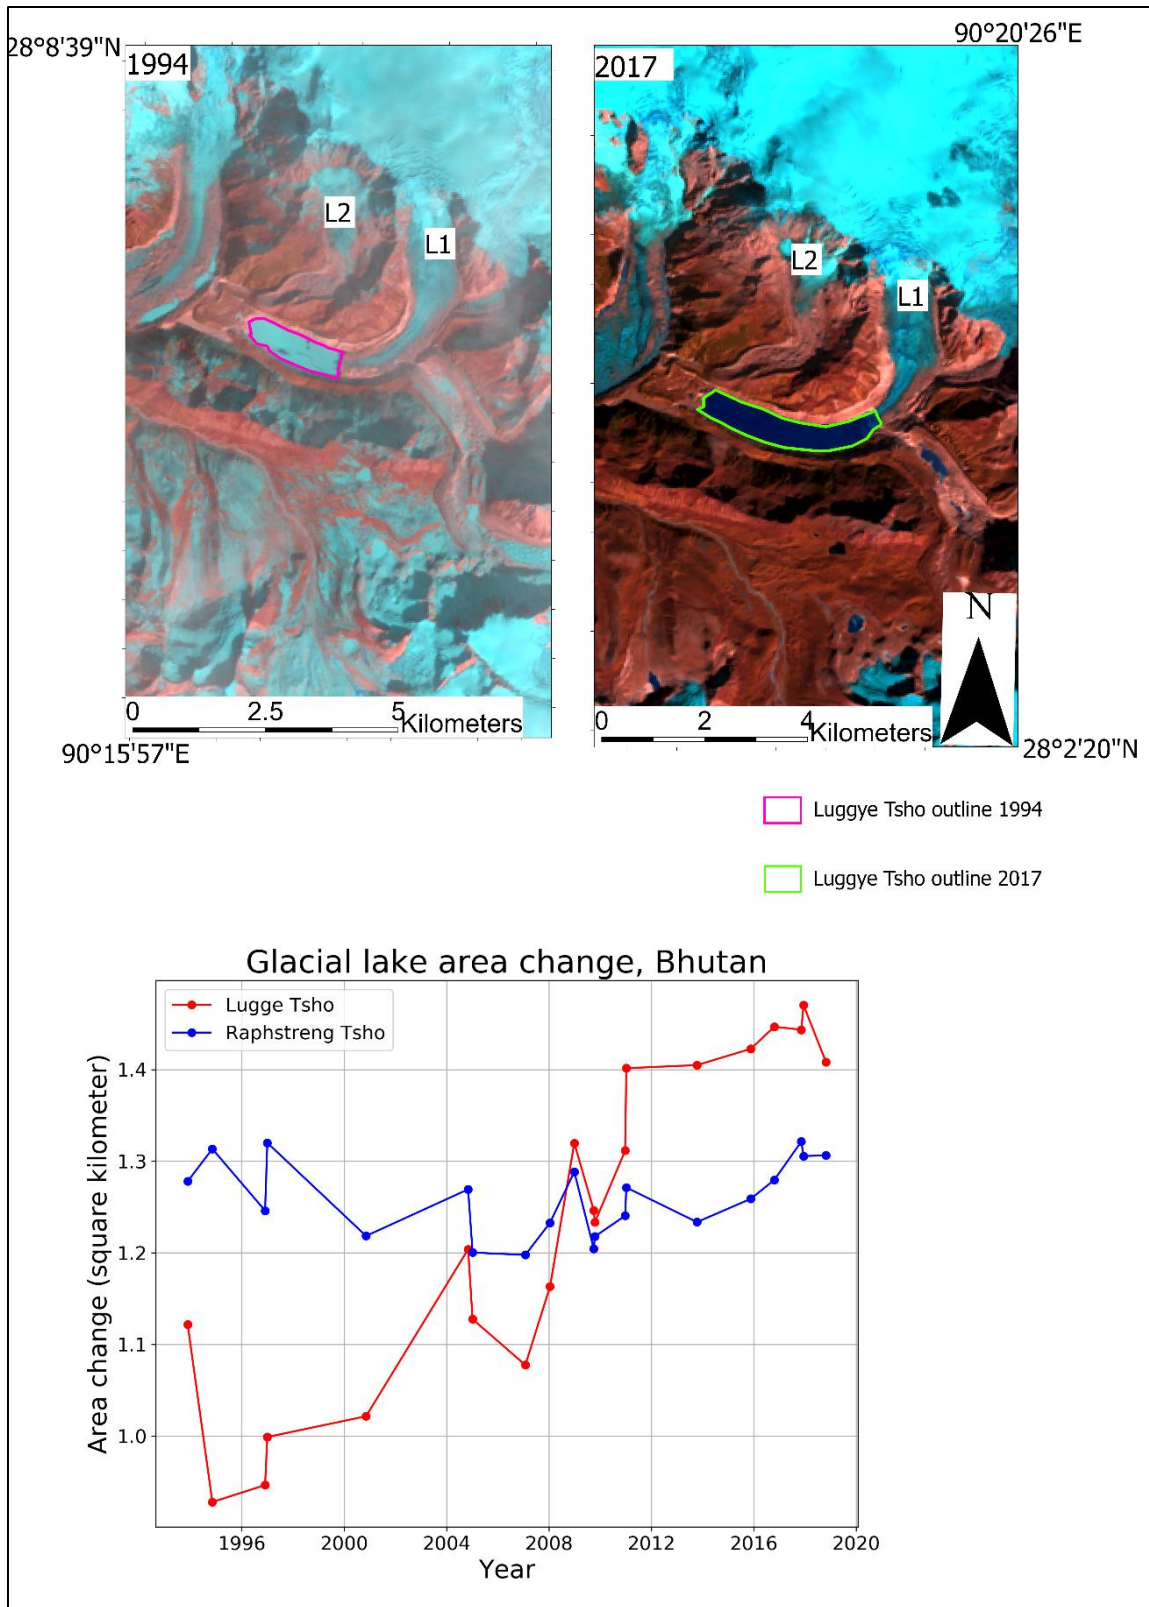 28°8'39"N
90°20'26"E
1994
2017
L2
L1
L2
L1
0 2.5 5 Kilometers
0 2 4 Kilometers
N
90°15'57"E
28°2'20"N
Luggye Tsho outline 1994
Luggye Tsho outline 2017
Glacial lake area change, Bhutan
Lugge Tsho
Raphstreng Tsho
Area change (square kilometer)
1.4
1.3
1.2
1.1
1.0
1996 2000 2004 2008 2012 2016 2020
Year